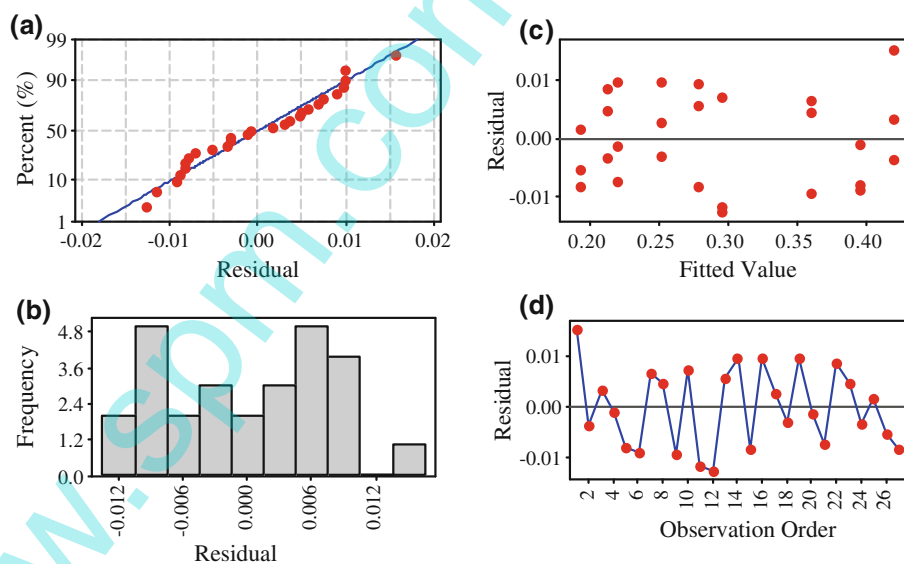 (a)
99
90
50
10
1
Percent (%)
-0.02 -0.01 0.00 0.01 0.02
Residual
(c)
0.01
0.00
-0.01
Residual
0.20 0.25 0.30 0.35 0.40
Fitted Value
(b)
4.8
3.6
2.4
1.2
0.0
Frequency
-0.012 -0.006 0.000 0.006 0.012
Residual
(d)
0.01
0.00
-0.01
Residual
2 4 6 8 10 12 14 16 18 20 22 24 26
Observation Order
w.spm.com